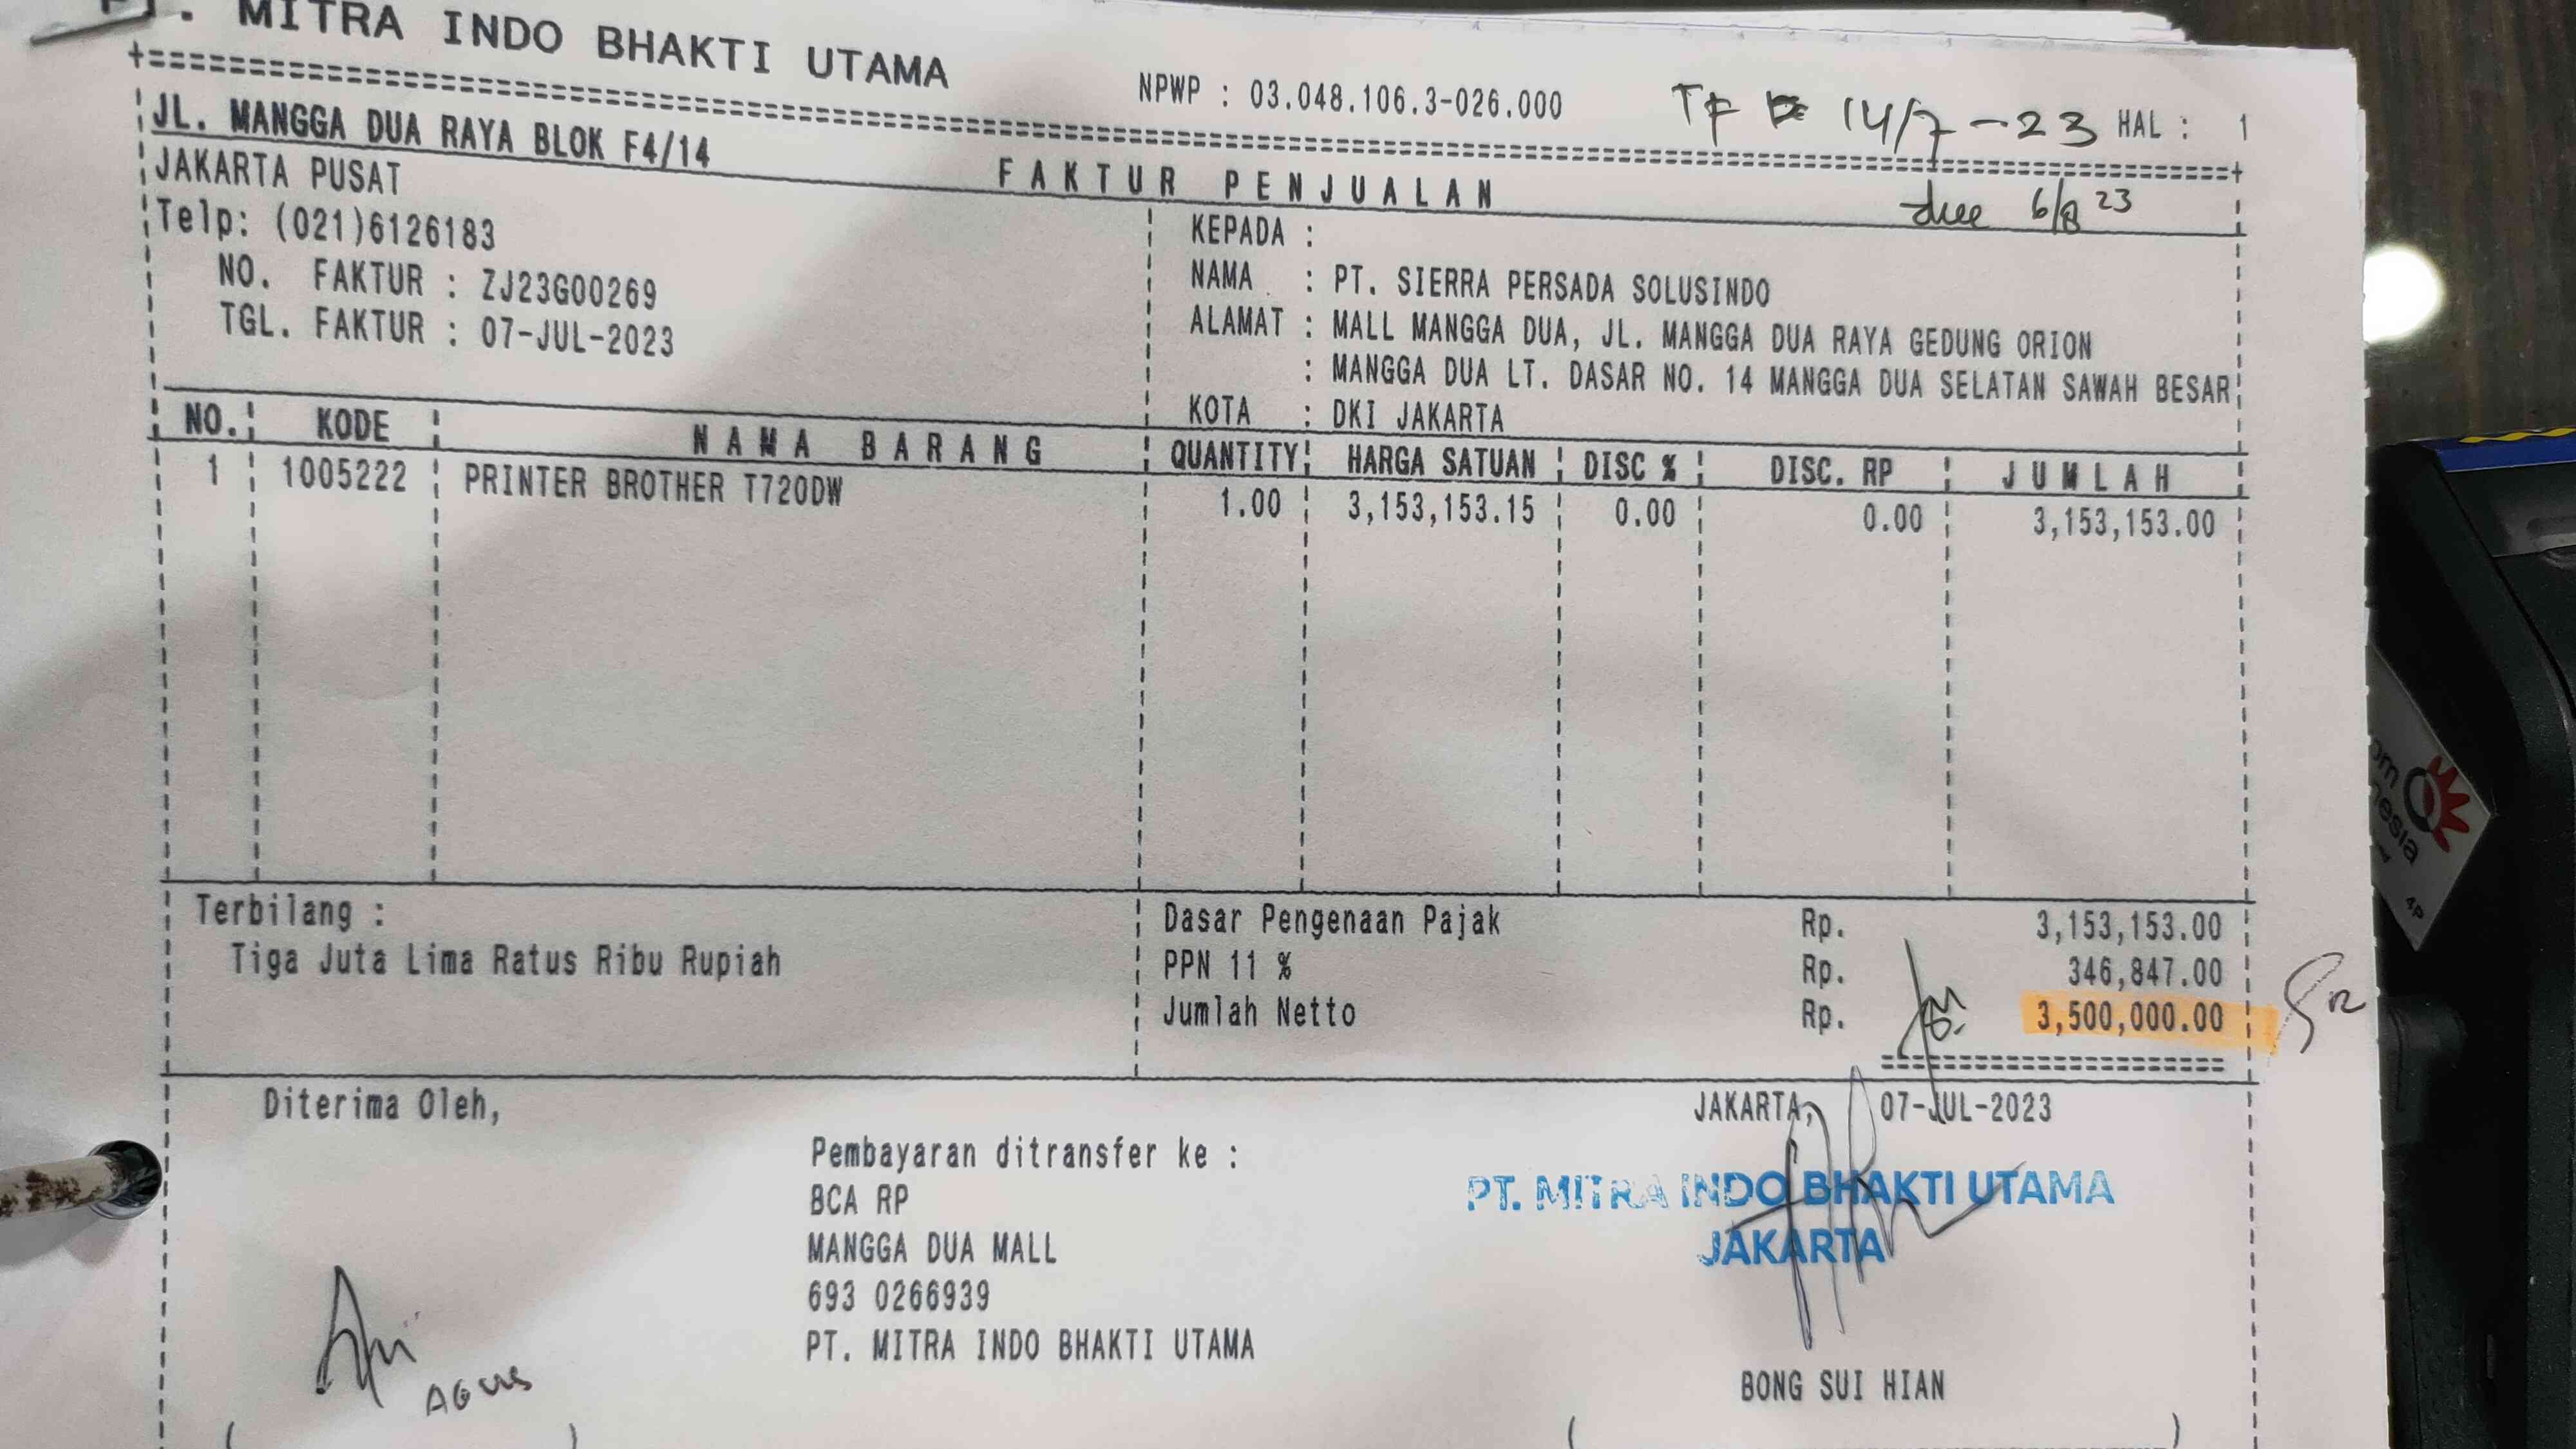 PT. MITRA INDO BHAKTI UTAMA
NPWP : 03.048.106.3-026.000
TF 14/7-23 HAL : 1
JL. MANGGA DUA RAYA BLOK F4/14
JAKARTA PUSAT
Telp: (021)6126183
FAKTUR PENJUALAN
due 6/8 23
NO. FAKTUR : ZJ23G00269
TGL. FAKTUR : 07-JUL-2023
KEPADA :
NAMA : PT. SIERRA PERSADA SOLUSINDO
ALAMAT : MALL MANGGA DUA, JL. MANGGA DUA RAYA GEDUNG ORION
: MANGGA DUA LT. DASAR NO. 14 MANGGA DUA SELATAN SAWAH BESAR
KOTA : DKI JAKARTA
NO. KODE NAMA BARANG QUANTITY HARGA SATUAN DISC % DISC. RP JUMLAH
1 1005222 PRINTER BROTHER T720DW 1.00 3,153,153.15 0.00 0.00 3,153,153.00
Terbilang :
Tiga Juta Lima Ratus Ribu Rupiah
Dasar Pengenaan Pajak Rp. 3,153,153.00
PPN 11 % Rp. 346,847.00
Jumlah Netto Rp. 3,500,000.00
Diterima Oleh,
AGUS
Pembayaran ditransfer ke :
BCA RP
MANGGA DUA MALL
693 0266939
PT. MITRA INDO BHAKTI UTAMA
JAKARTA, 07-JUL-2023
PT. MITRA INDO BHAKTI UTAMA
JAKARTA
BONG SUI HIAN